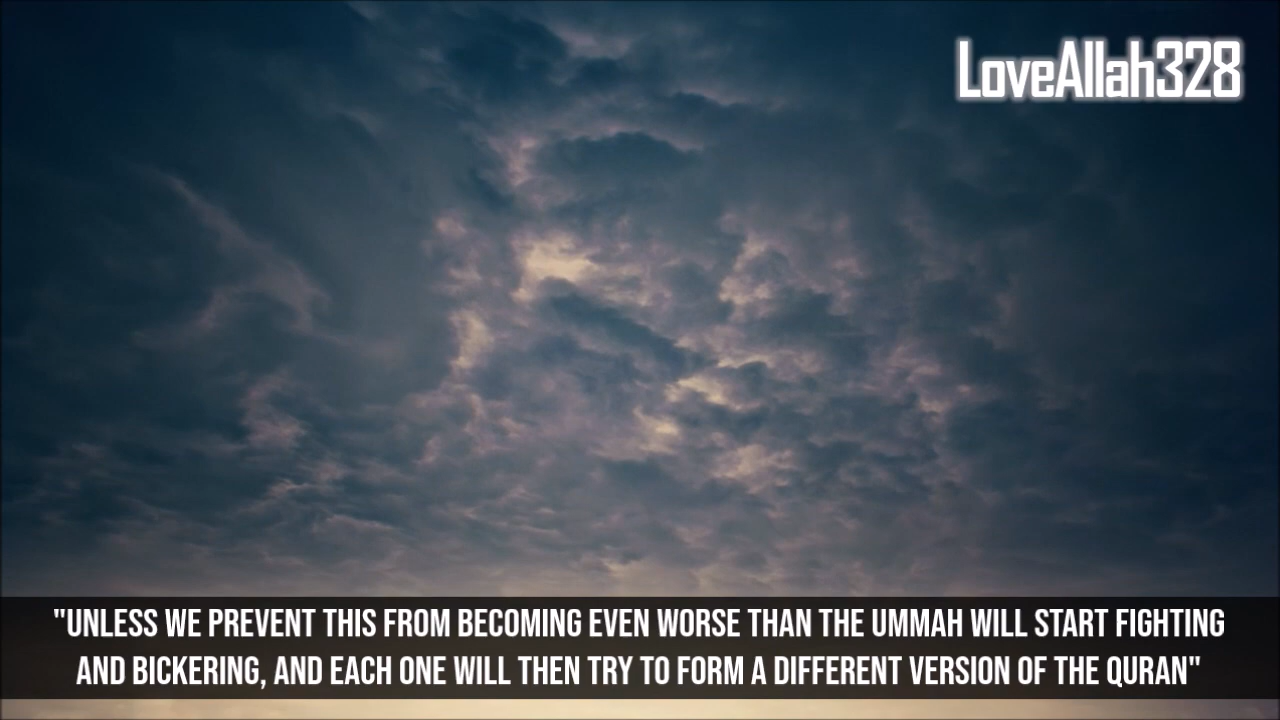 LoveAllah328
"UNLESS WE PREVENT THIS FROM BECOMING EVEN WORSE THAN THE UMMAH WILL START FIGHTING
AND BICKERING, AND EACH ONE WILL THEN TRY TO FORM A DIFFERENT VERSION OF THE QURAN"